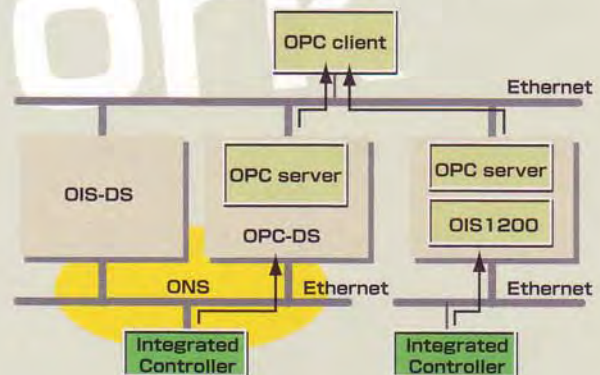 ork
OPC client
Ethernet
OIS-DS
OPC server
OPC-DS
OPC server
OIS1200
ONS
Ethernet
Ethernet
Integrated
Controller
Integrated
Controller